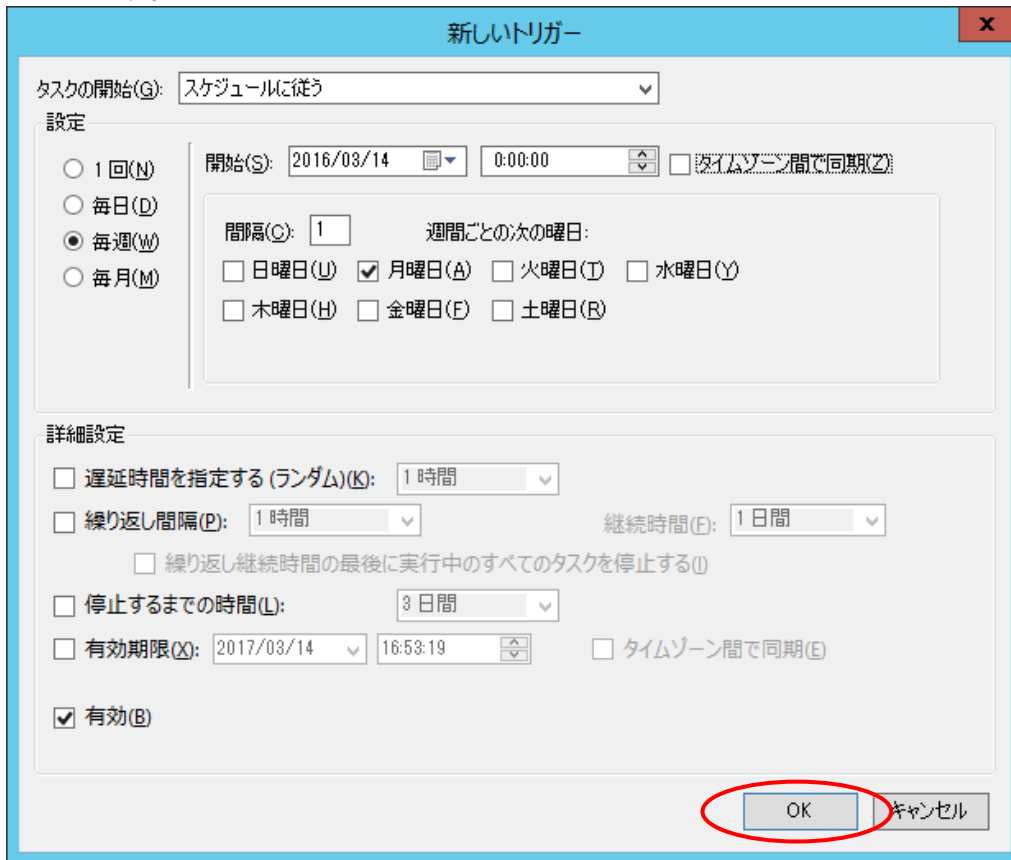 新しいトリガー
x
タスクの開始(G): スケジュールに従う
設定
1 回(N)
毎日(D)
毎週(W)
毎月(M)
開始(S): 2016/03/14 0:00:00 タイムゾーン間で同期(Z)
間隔(C): 1 週間ごとの次の曜日:
日曜日(U) 月曜日(A) 火曜日(T) 水曜日(Y)
木曜日(H) 金曜日(F) 土曜日(R)
詳細設定
遅延時間を指定する (ランダム)(K): 1 時間
繰り返し間隔(P): 1 時間 継続時間(F): 1 日間
繰り返し継続時間の最後に実行中のすべてのタスクを停止する(I)
停止するまでの時間(L): 3 日間
有効期限(X): 2017/03/14 16:53:19 タイムゾーン間で同期(E)
有効(B)
OK キャンセル